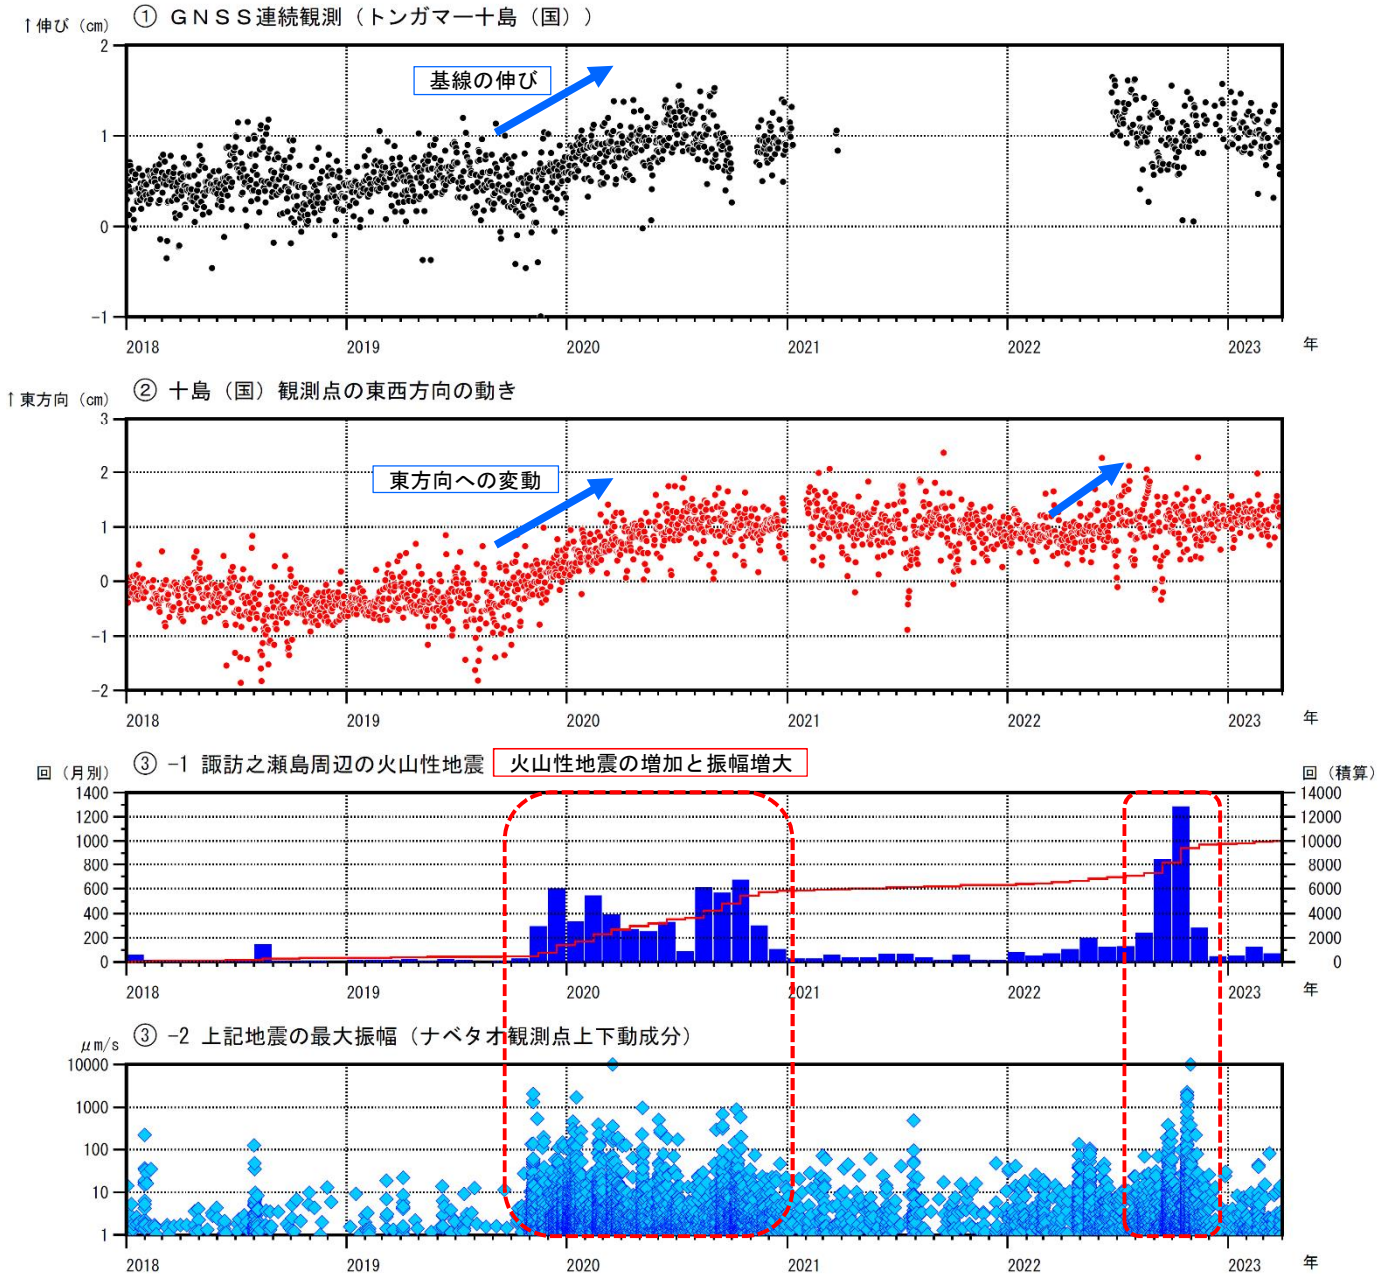 ① ＧＮＳＳ連続観測（トンガマー十島（国））
↑伸び（cm）
2
1
0
-1
基線の伸び
2018 2019 2020 2021 2022 2023 年
② 十島（国）観測点の東西方向の動き
↑東方向（cm）
3
2
1
0
-1
-2
東方向への変動
2018 2019 2020 2021 2022 2023 年
③ -1 諏訪之瀬島周辺の火山性地震 火山性地震の増加と振幅増大
回（月別） 回（積算）
1400 14000
1200 12000
1000 10000
800 8000
600 6000
400 4000
200 2000
0 0
2018 2019 2020 2021 2022 2023 年
③ -2 上記地震の最大振幅（ナベタオ観測点上下動成分）
μm/s
10000
1000
100
10
1
2018 2019 2020 2021 2022 2023 年